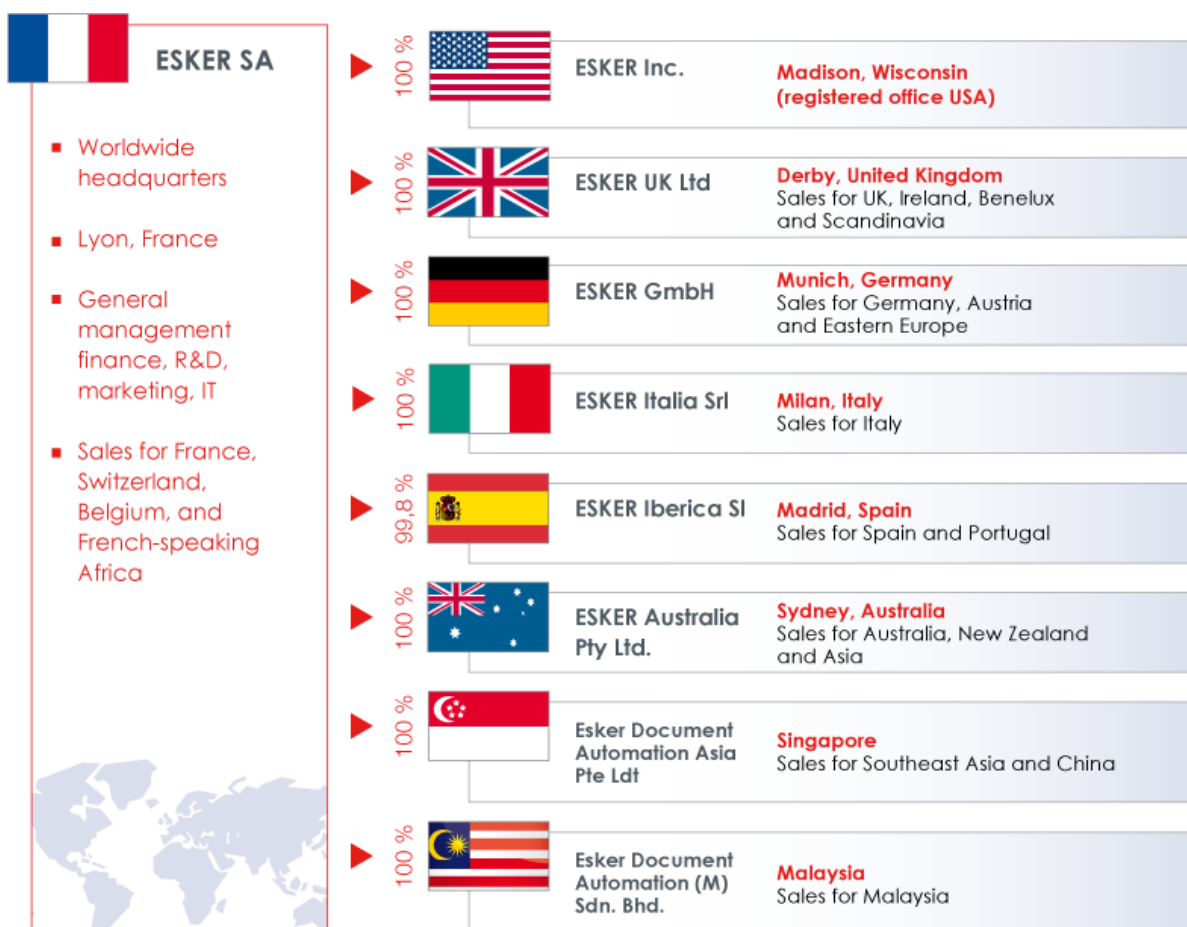 ESKER SA
■ Worldwide
headquarters
■ Lyon, France
■ General
management
finance, R&D,
marketing, IT
■ Sales for France,
Switzerland,
Belgium, and
French-speaking
Africa
100 %
ESKER Inc.
Madison, Wisconsin
(registered office USA)
100 %
ESKER UK Ltd
Derby, United Kingdom
Sales for UK, Ireland, Benelux
and Scandinavia
100 %
ESKER GmbH
Munich, Germany
Sales for Germany, Austria
and Eastern Europe
100 %
ESKER Italia Srl
Milan, Italy
Sales for Italy
99,8 %
ESKER Iberica Sl
Madrid, Spain
Sales for Spain and Portugal
100 %
ESKER Australia
Pty Ltd.
Sydney, Australia
Sales for Australia, New Zealand
and Asia
100 %
Esker Document
Automation Asia
Pte Ldt
Singapore
Sales for Southeast Asia and China
100 %
Esker Document
Automation (M)
Sdn. Bhd.
Malaysia
Sales for Malaysia